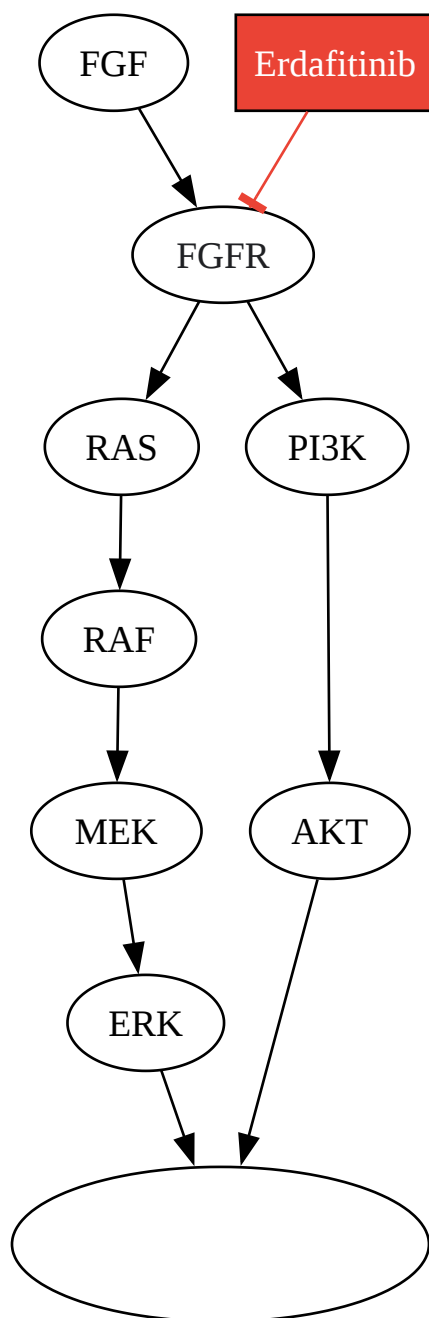 FGF
Erdafitinib
FGFR
RAS
PI3K
RAF
MEK
AKT
ERK